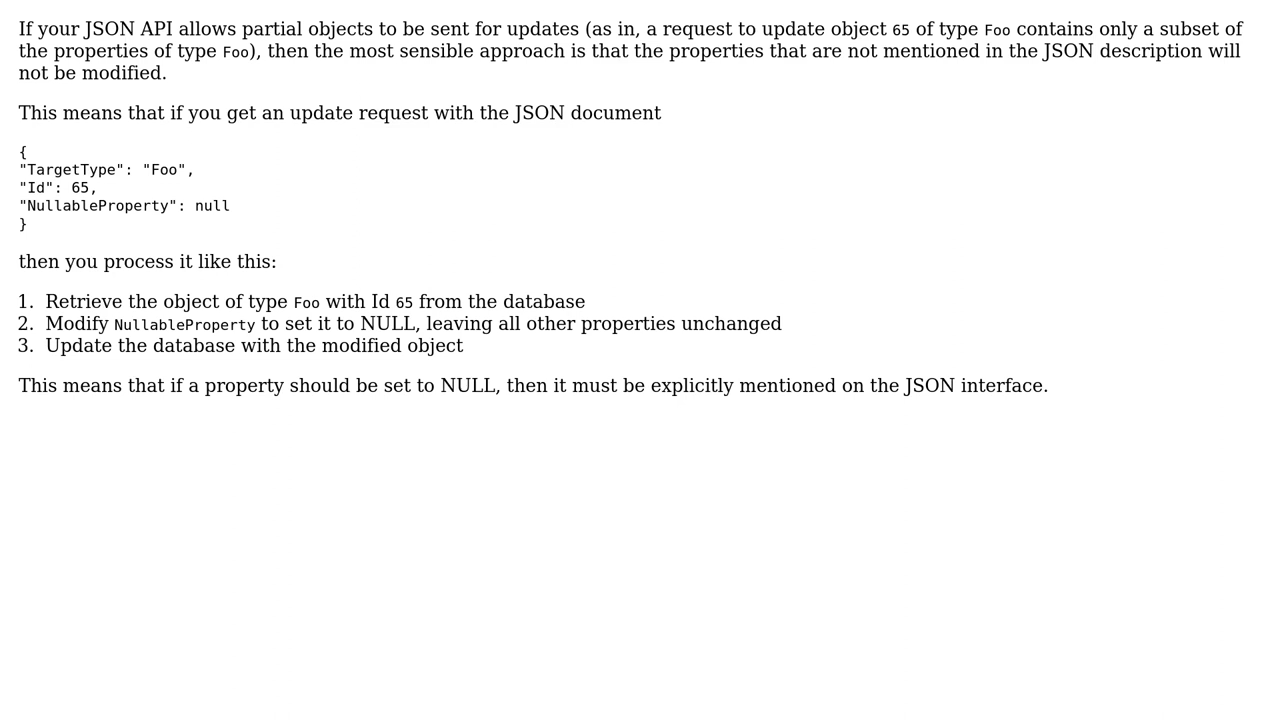 If your JSON API allows partial objects to be sent for updates (as in, a request to update object 65 of type Foo contains only a subset of
the properties of type Foo), then the most sensible approach is that the properties that are not mentioned in the JSON description will
not be modified.
This means that if you get an update request with the JSON document
{
"TargetType": "Foo",
"Id": 65,
"NullableProperty": null
}
then you process it like this:
1. Retrieve the object of type Foo with Id 65 from the database
2. Modify NullableProperty to set it to NULL, leaving all other properties unchanged
3. Update the database with the modified object
This means that if a property should be set to NULL, then it must be explicitly mentioned on the JSON interface.